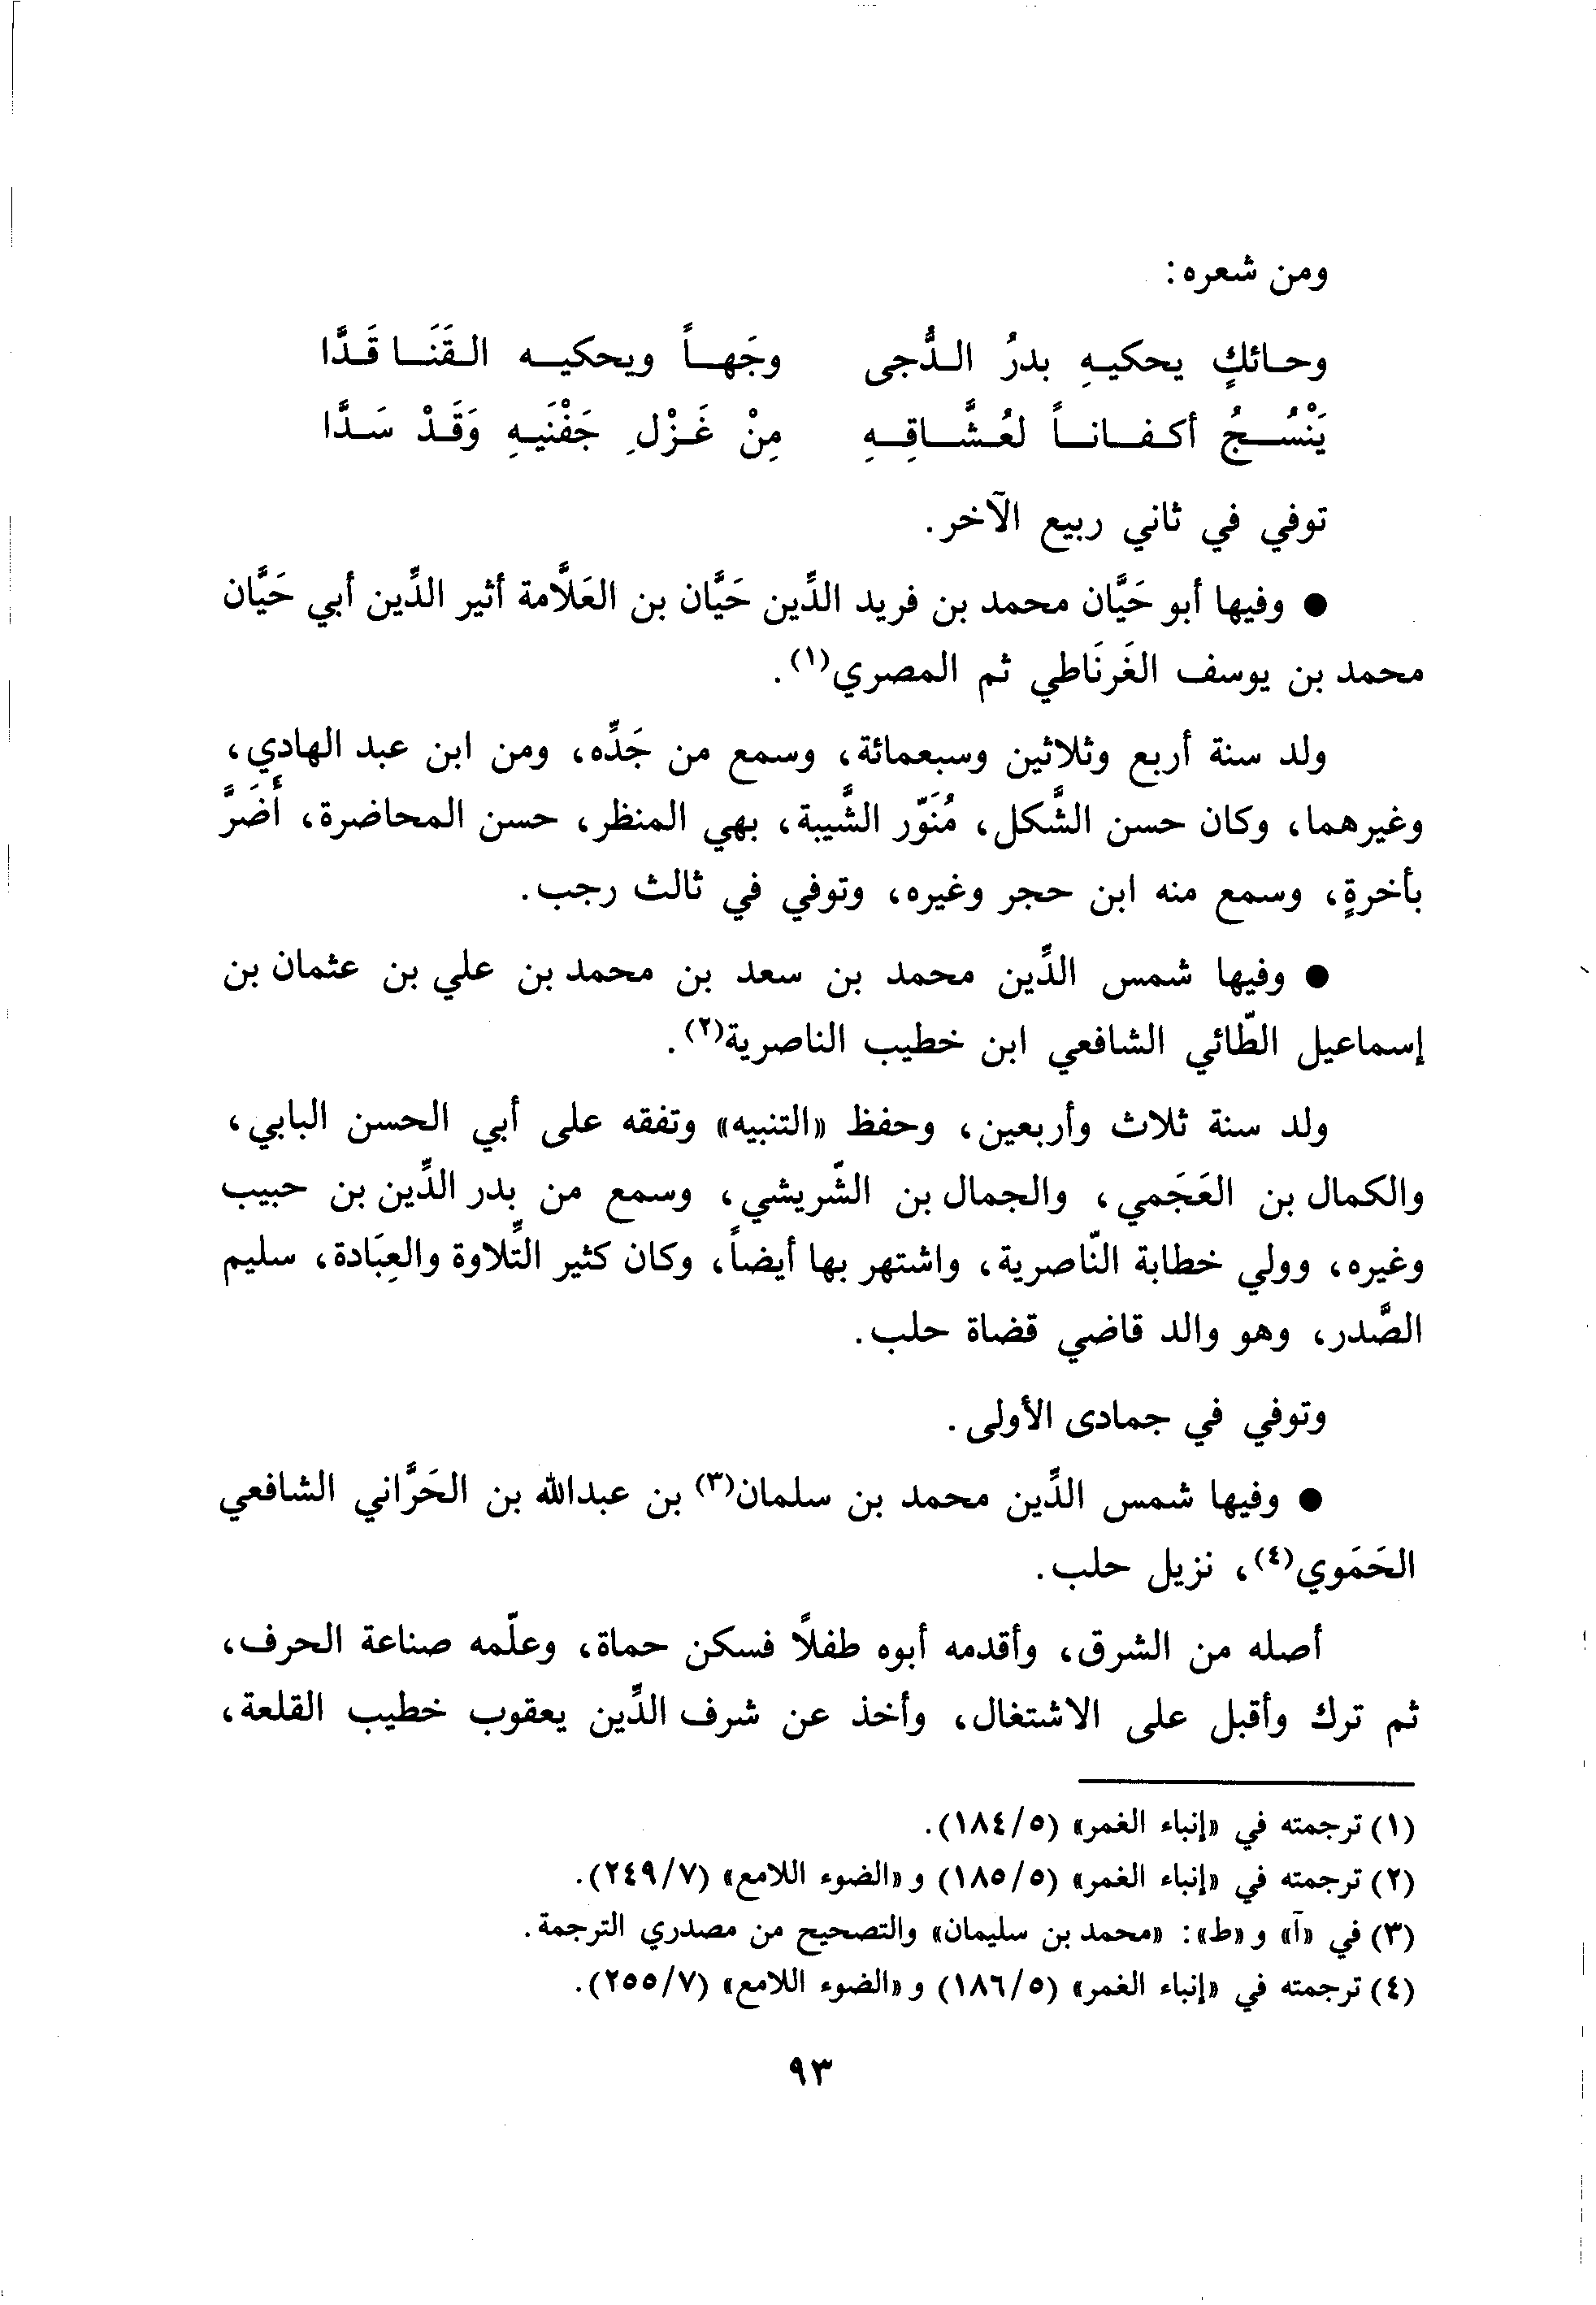 ومن شعره:
وحائكٍ يحكيهِ بدرُ الدُّجى وجَهاً ويحكيه القَنَا قَدًّا
يَنْسُجُ أكفاناً لعُشَّاقِهِ مِنْ غَزْلِ جَفْنَيهِ وَقَدْ سَدَّا
توفي في ثاني ربيع الآخر.
● وفيها أبو حَيَّان محمد بن فريد الدِّين حَيَّان بن العَلَّامة أثير الدِّين أبي حَيَّان
محمد بن يوسف الغَرنَاطي ثم المصري(١).
ولد سنة أربع وثلاثين وسبعمائة، وسمع من جَدِّه، ومن ابن عبد الهادي،
وغيرهما، وكان حسن الشَّكل، مُنَوّر الشَّيبة، بهي المنظر، حسن المحاضرة، أَضَرَّ
بأخرةٍ، وسمع منه ابن حجر وغيره، وتوفي في ثالث رجب.
● وفيها شمس الدِّين محمد بن سعد بن محمد بن علي بن عثمان بن
إسماعيل الطّائي الشافعي ابن خطيب الناصرية(٢).
ولد سنة ثلاث وأربعين، وحفظ «التنبيه» وتفقه على أبي الحسن البابي،
والكمال بن العَجَمي، والجمال بن الشّريشي، وسمع من بدر الدِّين بن حبيب
وغيره، وولي خطابة النّاصرية، واشتهر بها أيضاً، وكان كثير التِّلاوة والعِبَادة، سليم
الصَّدر، وهو والد قاضي قضاة حلب.
وتوفي في جمادى الأولى.
● وفيها شمس الدِّين محمد بن سلمان(٣) بن عبدالله بن الحَرَّاني الشافعي
الحَمَوي(٤)، نزيل حلب.
أصله من الشرق، وأقدمه أبوه طفلاً فسكن حماة، وعلّمه صناعة الحرف،
ثم ترك وأقبل على الاشتغال، وأخذ عن شرف الدِّين يعقوب خطيب القلعة،
(١) ترجمته في «إنباء الغمر» (١٨٤/٥).
(٢) ترجمته في «إنباء الغمر» (١٨٥/٥) و«الضوء اللامع» (٢٤٩/٧).
(٣) في «آ» و«ط»: «محمد بن سليمان» والتصحيح من مصدري الترجمة.
(٤) ترجمته في «إنباء الغمر» (١٨٦/٥) و«الضوء اللامع» (٢٥٥/٧).
٩٣